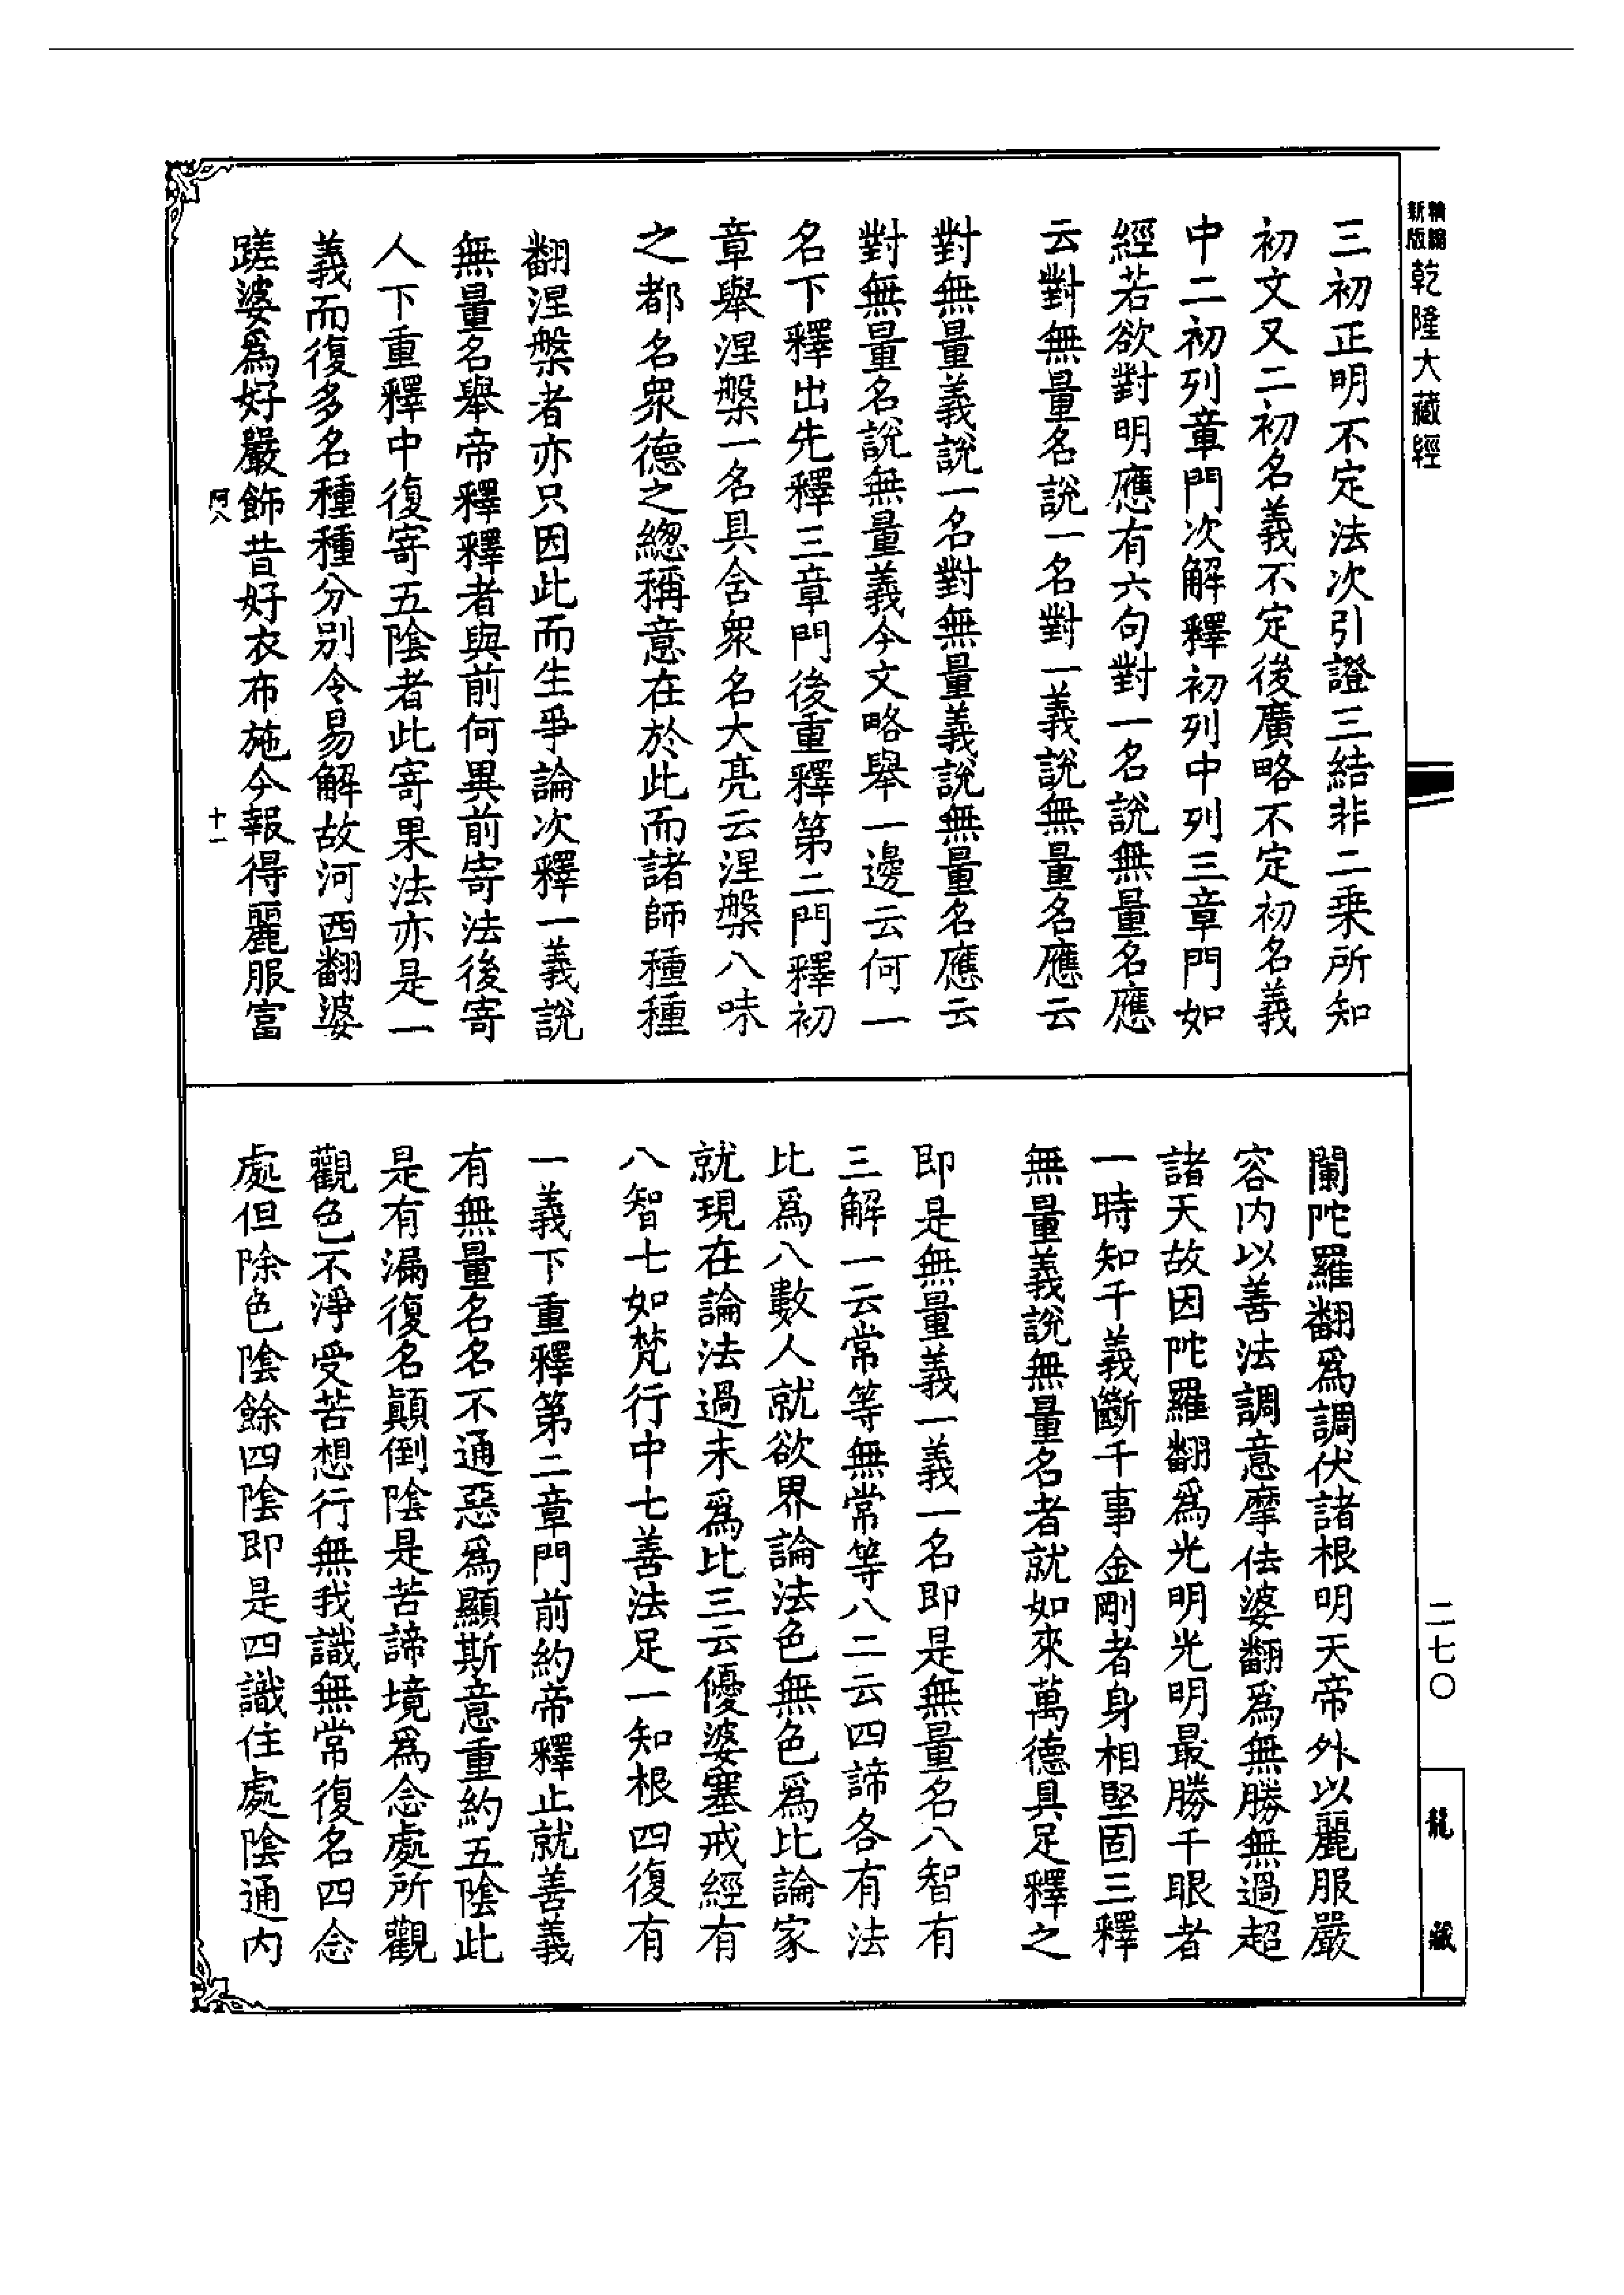 精編新版
乾隆大藏經
三初正明不定法次引證三結非二乘所知
初文又二初名義不定後廣略不定初名義
中二初列章門次解釋初列中列三章門如
經若欲對明應有六句對一名說無量名應
云對無量名說一名對一義說無量名應云
對無量義說一名對無量義說無量名應云
對無量名說無量義今文略舉一邊云何一
名下釋出先釋三章門後重釋第二門釋初
章舉涅槃一名具含衆名大亮云涅槃八味
之都名衆德之總稱意在於此而諸師種種
翻涅槃者亦只因此而生爭論次釋一義說
無量名舉帝釋釋者與前何異前寄法後寄
人下重釋中復寄五陰者此寄果法亦是一
義而復多名種種分別令易解故河西翻婆
蹉婆爲好嚴飾昔好衣布施今報得麗服富
阿八
十一
闌陀羅翻爲調伏諸根明天帝外以麗服嚴
容内以善法調意摩佉婆翻爲無勝無過超
諸天故因陀羅翻爲光明光明最勝千眼者
一時知千義斷千事金剛者身相堅固三釋
無量義說無量名者就如來萬德具足釋之
即是無量義一義一名即是無量名八智有
三解一云常等無常等八二云四諦各有法
比爲八數人就欲界論法色無色爲比論家
就現在論法過未爲比三云優婆塞戒經有
八智七如梵行中七善法足一知根四復有
一義下重釋第二章門前約帝釋止就善義
有無量名名不通惡爲顯斯意重約五陰此
是有漏復名顛倒陰是苦諦境爲念處所觀
觀色不淨受苦想行無我識無常復名四念
處但除色陰餘四陰即是四識住處陰通内
二七〇
龍藏